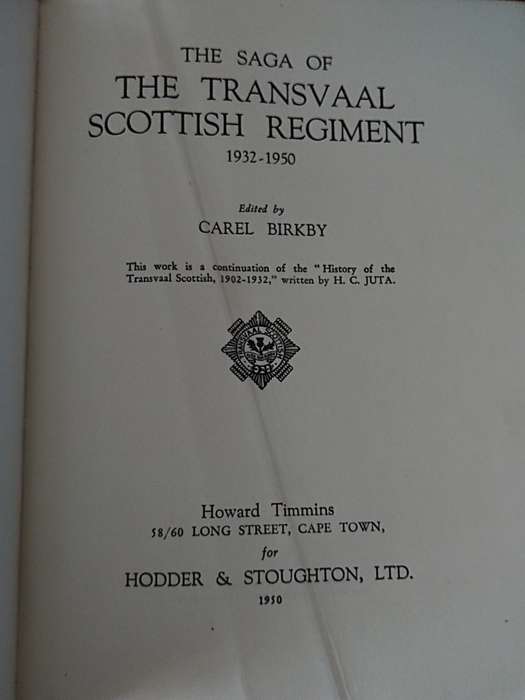 THE SAGA OF
THE TRANSVAAL
SCOTTISH REGIMENT
1932-1950
Edited by
CAREL BIRKBY
This work is a continuation of the "History of the
Transvaal Scottish, 1902-1932," written by H. C. JUTA.
TRANSVAAL SCOTTISH
Howard Timmins
58/60 LONG STREET, CAPE TOWN,
for
HODDER & STOUGHTON, LTD.
1950